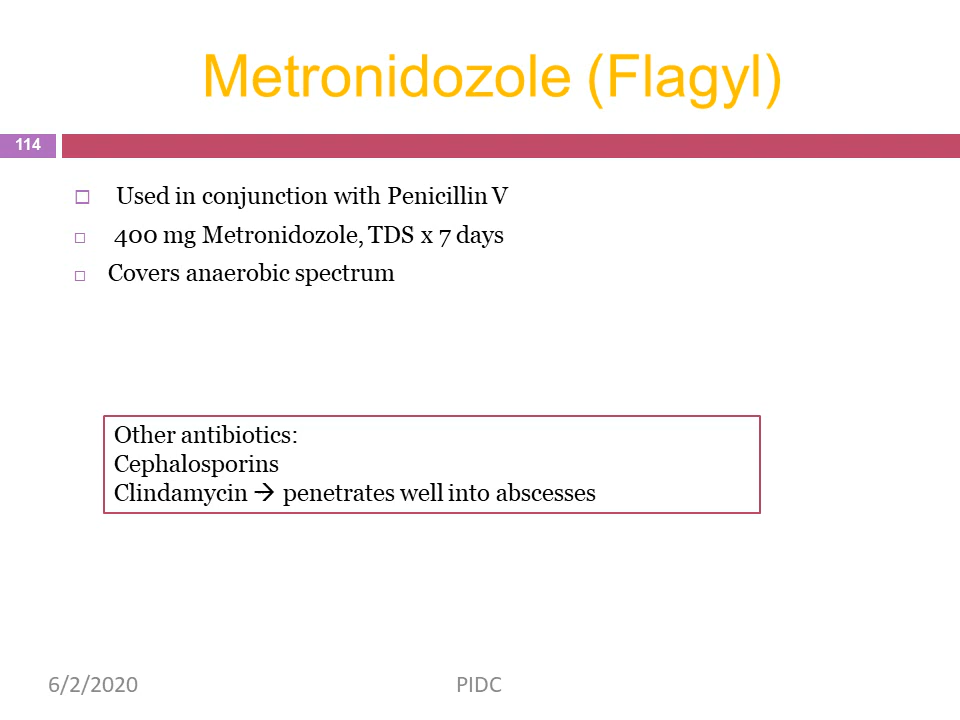 Metronidozole (Flagyl)
114
Used in conjunction with Penicillin V
400 mg Metronidozole, TDS x 7 days
Covers anaerobic spectrum
Other antibiotics:
Cephalosporins
Clindamycin → penetrates well into abscesses
6/2/2020
PIDC